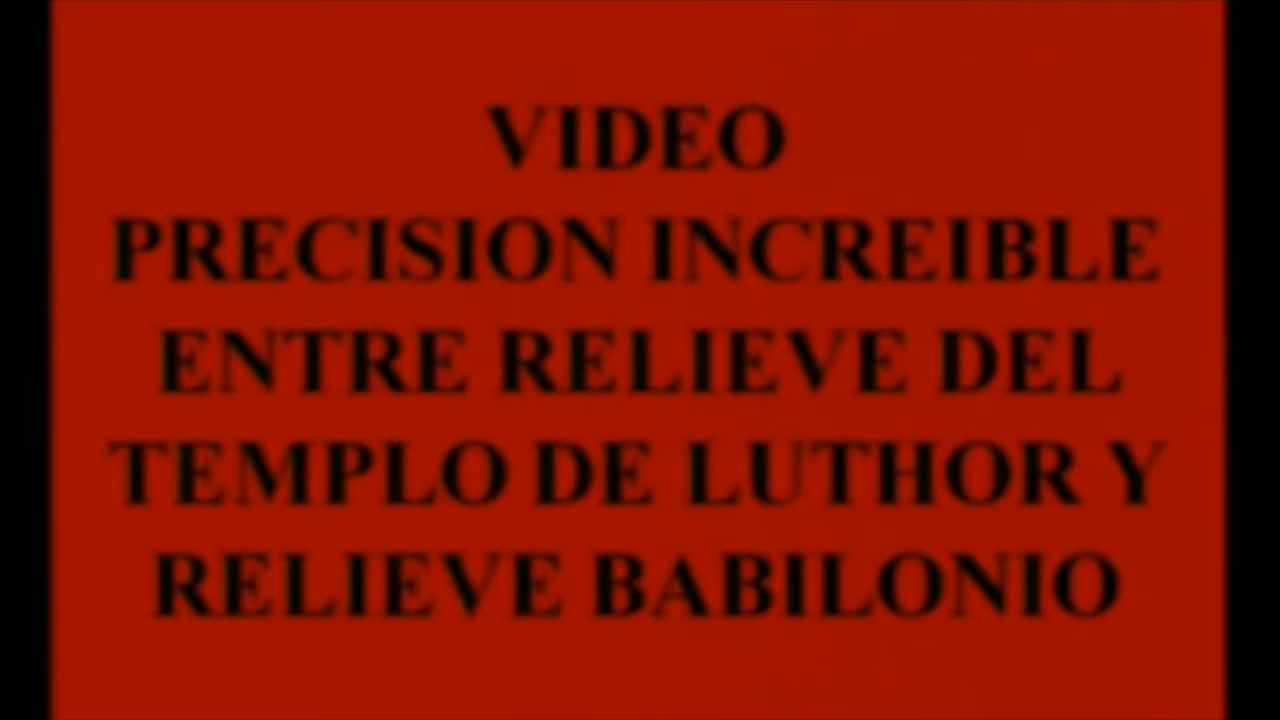 VIDEO
PRECISION INCREIBLE
ENTRE RELIEVE DEL
TEMPLO DE LUTHOR Y
RELIEVE BABILONIO